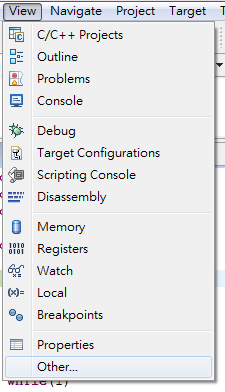 View Navigate Project Target
C/C++ Projects
Outline
Problems
Console
Debug
Target Configurations
Scripting Console
Disassembly
Memory
Registers
Watch
Local
Breakpoints
Properties
Other...
while(1)